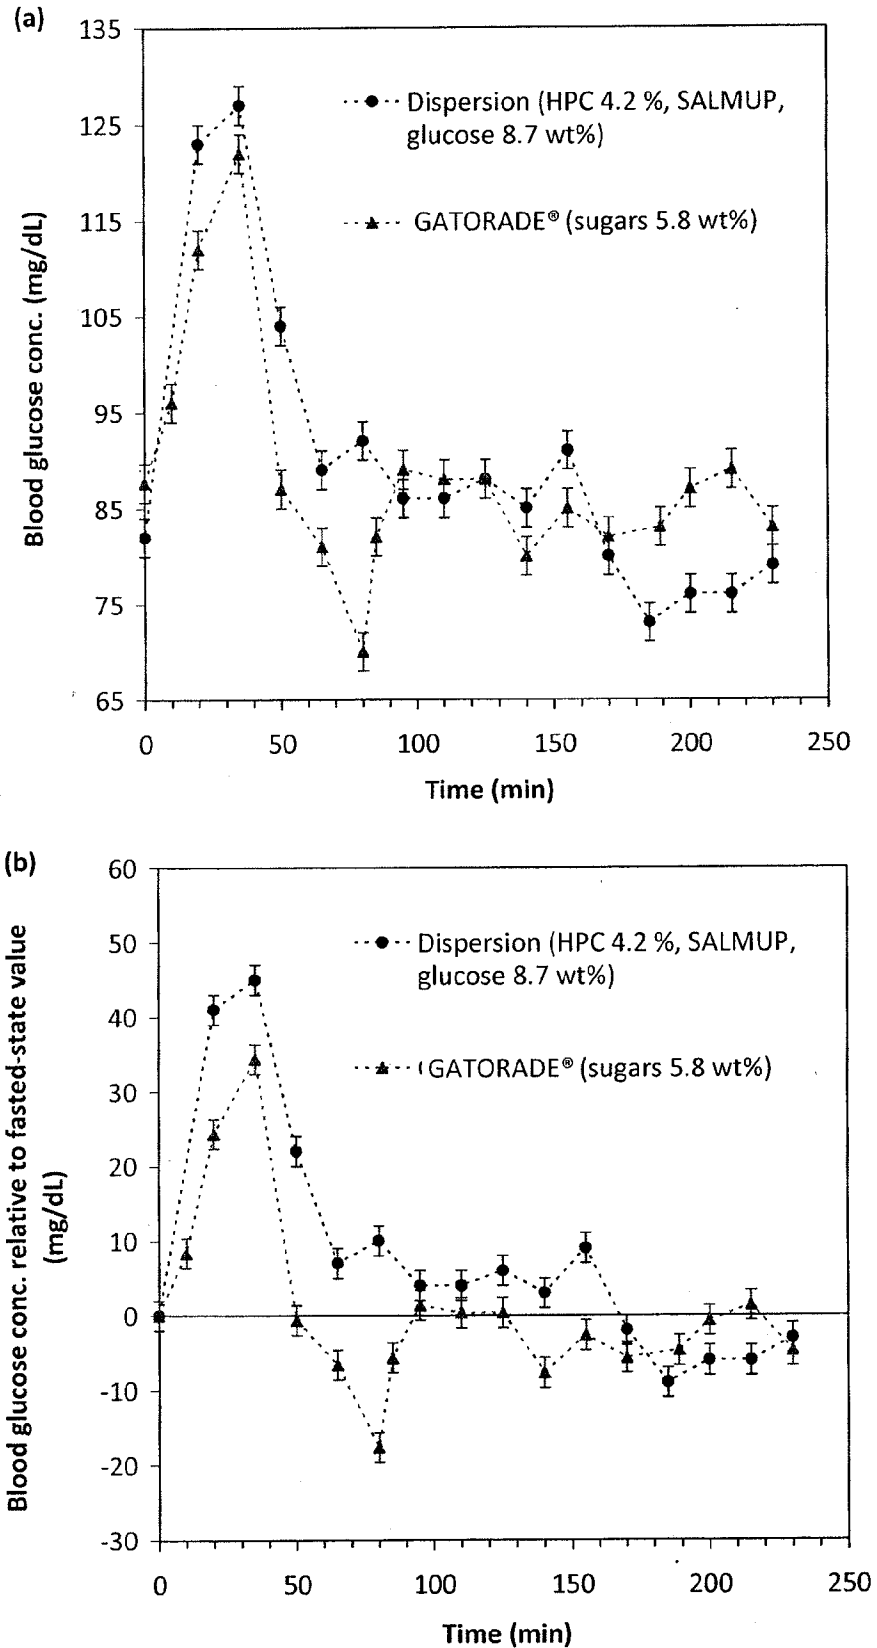 (a)
135
125
115
105
95
85
75
65
Blood glucose conc. (mg/dL)
Dispersion (HPC 4.2 %, SALMUP,
glucose 8.7 wt%)
GATORADE® (sugars 5.8 wt%)
0 50 100 150 200 250
Time (min)
(b)
60
50
40
30
20
10
0
-10
-20
-30
Blood glucose conc. relative to fasted-state value
(mg/dL)
Dispersion (HPC 4.2 %, SALMUP,
glucose 8.7 wt%)
GATORADE® (sugars 5.8 wt%)
0 50 100 150 200 250
Time (min)